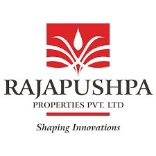 RAJAPUSHPA
PROPERTIES PVT. LTD
Shaping Innovations